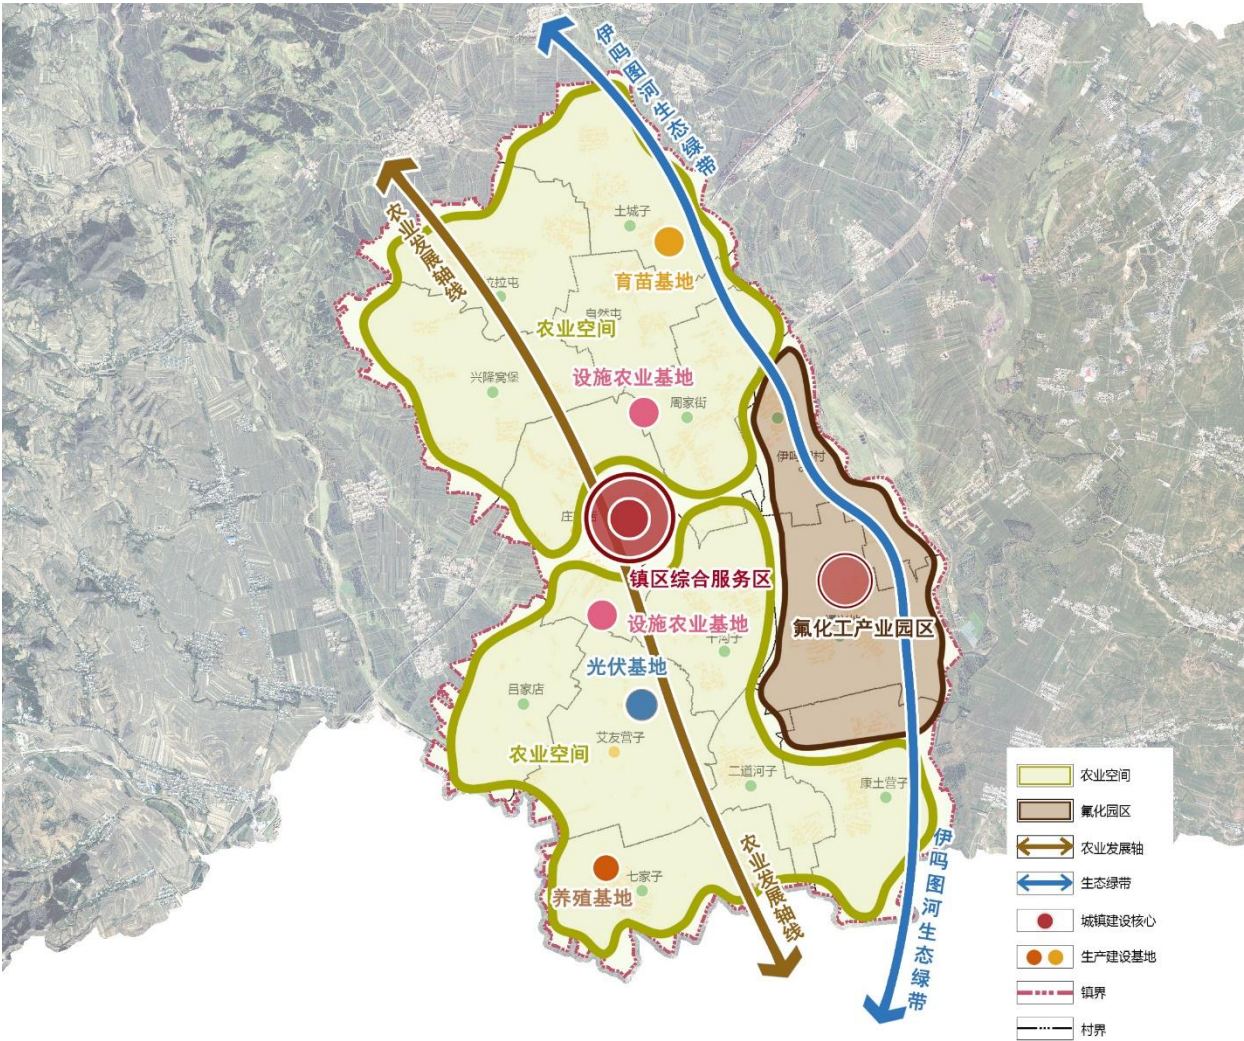 伊吗图河生态绿带
农业发展轴线
土城子
育苗基地
拉拉屯
自然屯
农业空间
兴隆窝堡
设施农业基地
周家街
镇区综合服务区
设施农业基地
氟化工产业园区
光伏基地
吕家店
艾友营子
农业空间
二道河子
康土营子
养殖基地
七家子
农业发展轴线
伊吗图河生态绿带
农业空间
氟化园区
农业发展轴
生态绿带
城镇建设核心
生产建设基地
镇界
村界